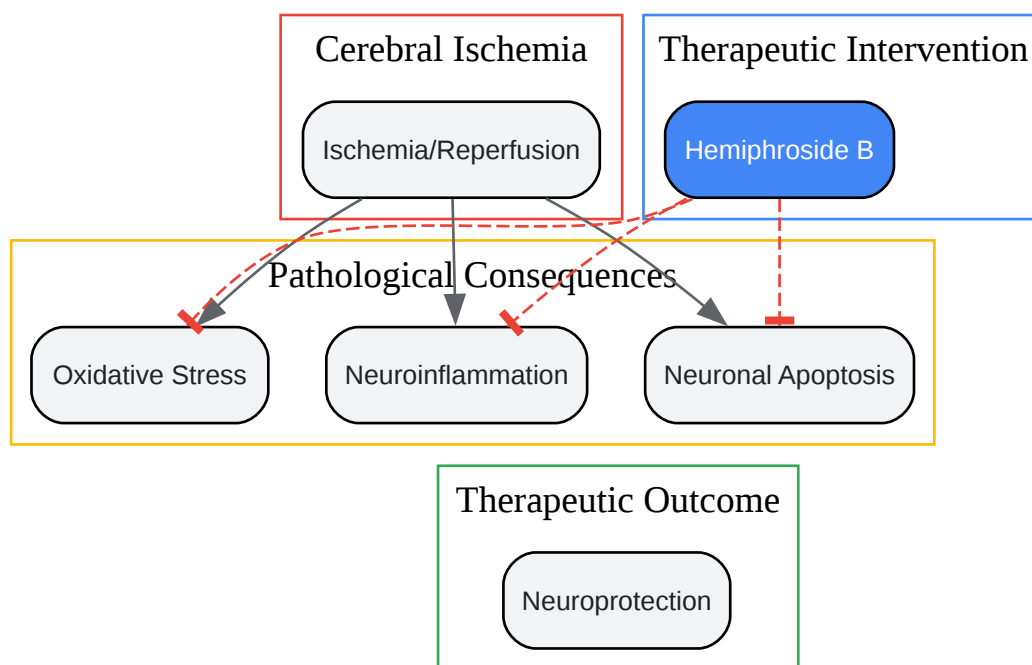 Cerebral Ischemia
Therapeutic Intervention
Ischemia/Reperfusion
Hemiphroside B
Pathological Consequences
Oxidative Stress
Neuroinflammation
Neuronal Apoptosis
Therapeutic Outcome
Neuroprotection